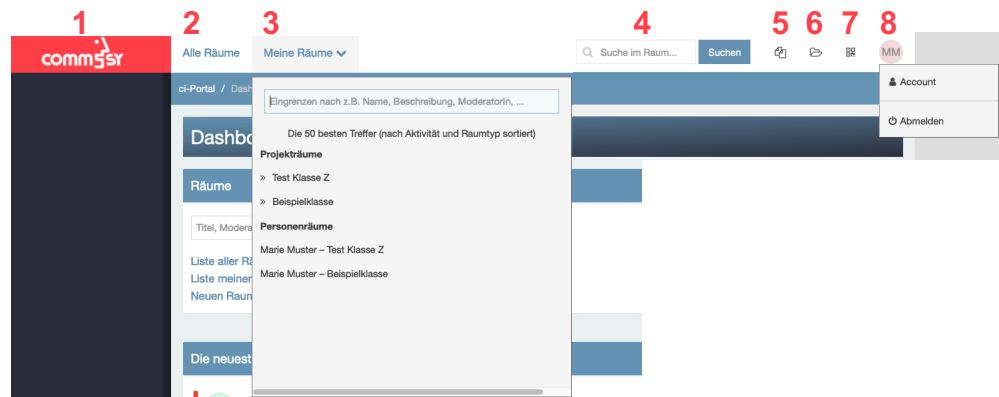 1 2 3 4 5 6 7 8
commsy Alle Räume Meine Räume Suche im Raum... Suchen MM
ci-Portal / Dash
Account
Abmelden
Eingrenzen nach z.B. Name, Beschreibung, ModeratorIn, ...
Dashbo
Die 50 besten Treffer (nach Aktivität und Raumtyp sortiert)
Projekträume
Räume
Test Klasse Z
Beispielklasse
Titel, Modera
Personenräume
Marie Muster – Test Klasse Z
Liste aller Rä
Liste meiner
Marie Muster – Beispielklasse
Neuen Raum
Die neuest